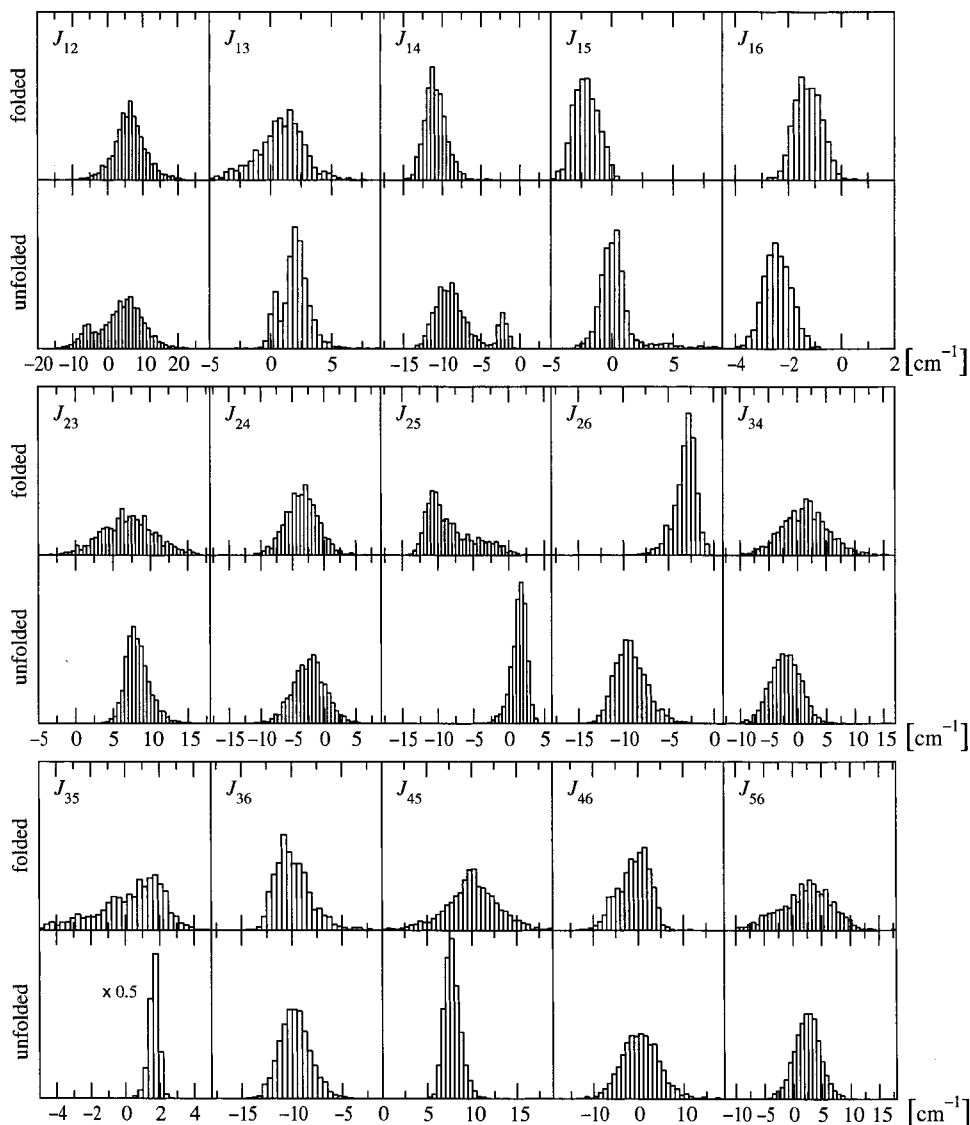 J12 J13 J14 J15 J16
folded
unfolded
−20 −10 0 10 20 −5 0 5 −15 −10 −5 −5 0 5 −4 −2 0 2 [cm⁻¹]
J23 J24 J25 J26 J34
folded
unfolded
−5 0 5 10 15 −15 −10 −5 0 5 −15 −10 −5 0 5 −15 −10 −5 0 −10 −5 0 5 10 15 [cm⁻¹]
J35 J36 J45 J46 J56
folded
x 0.5
unfolded
−4 −2 0 2 4 −15 −10 −5 0 5 10 15 −10 0 10 −10 −5 0 5 10 15 [cm⁻¹]